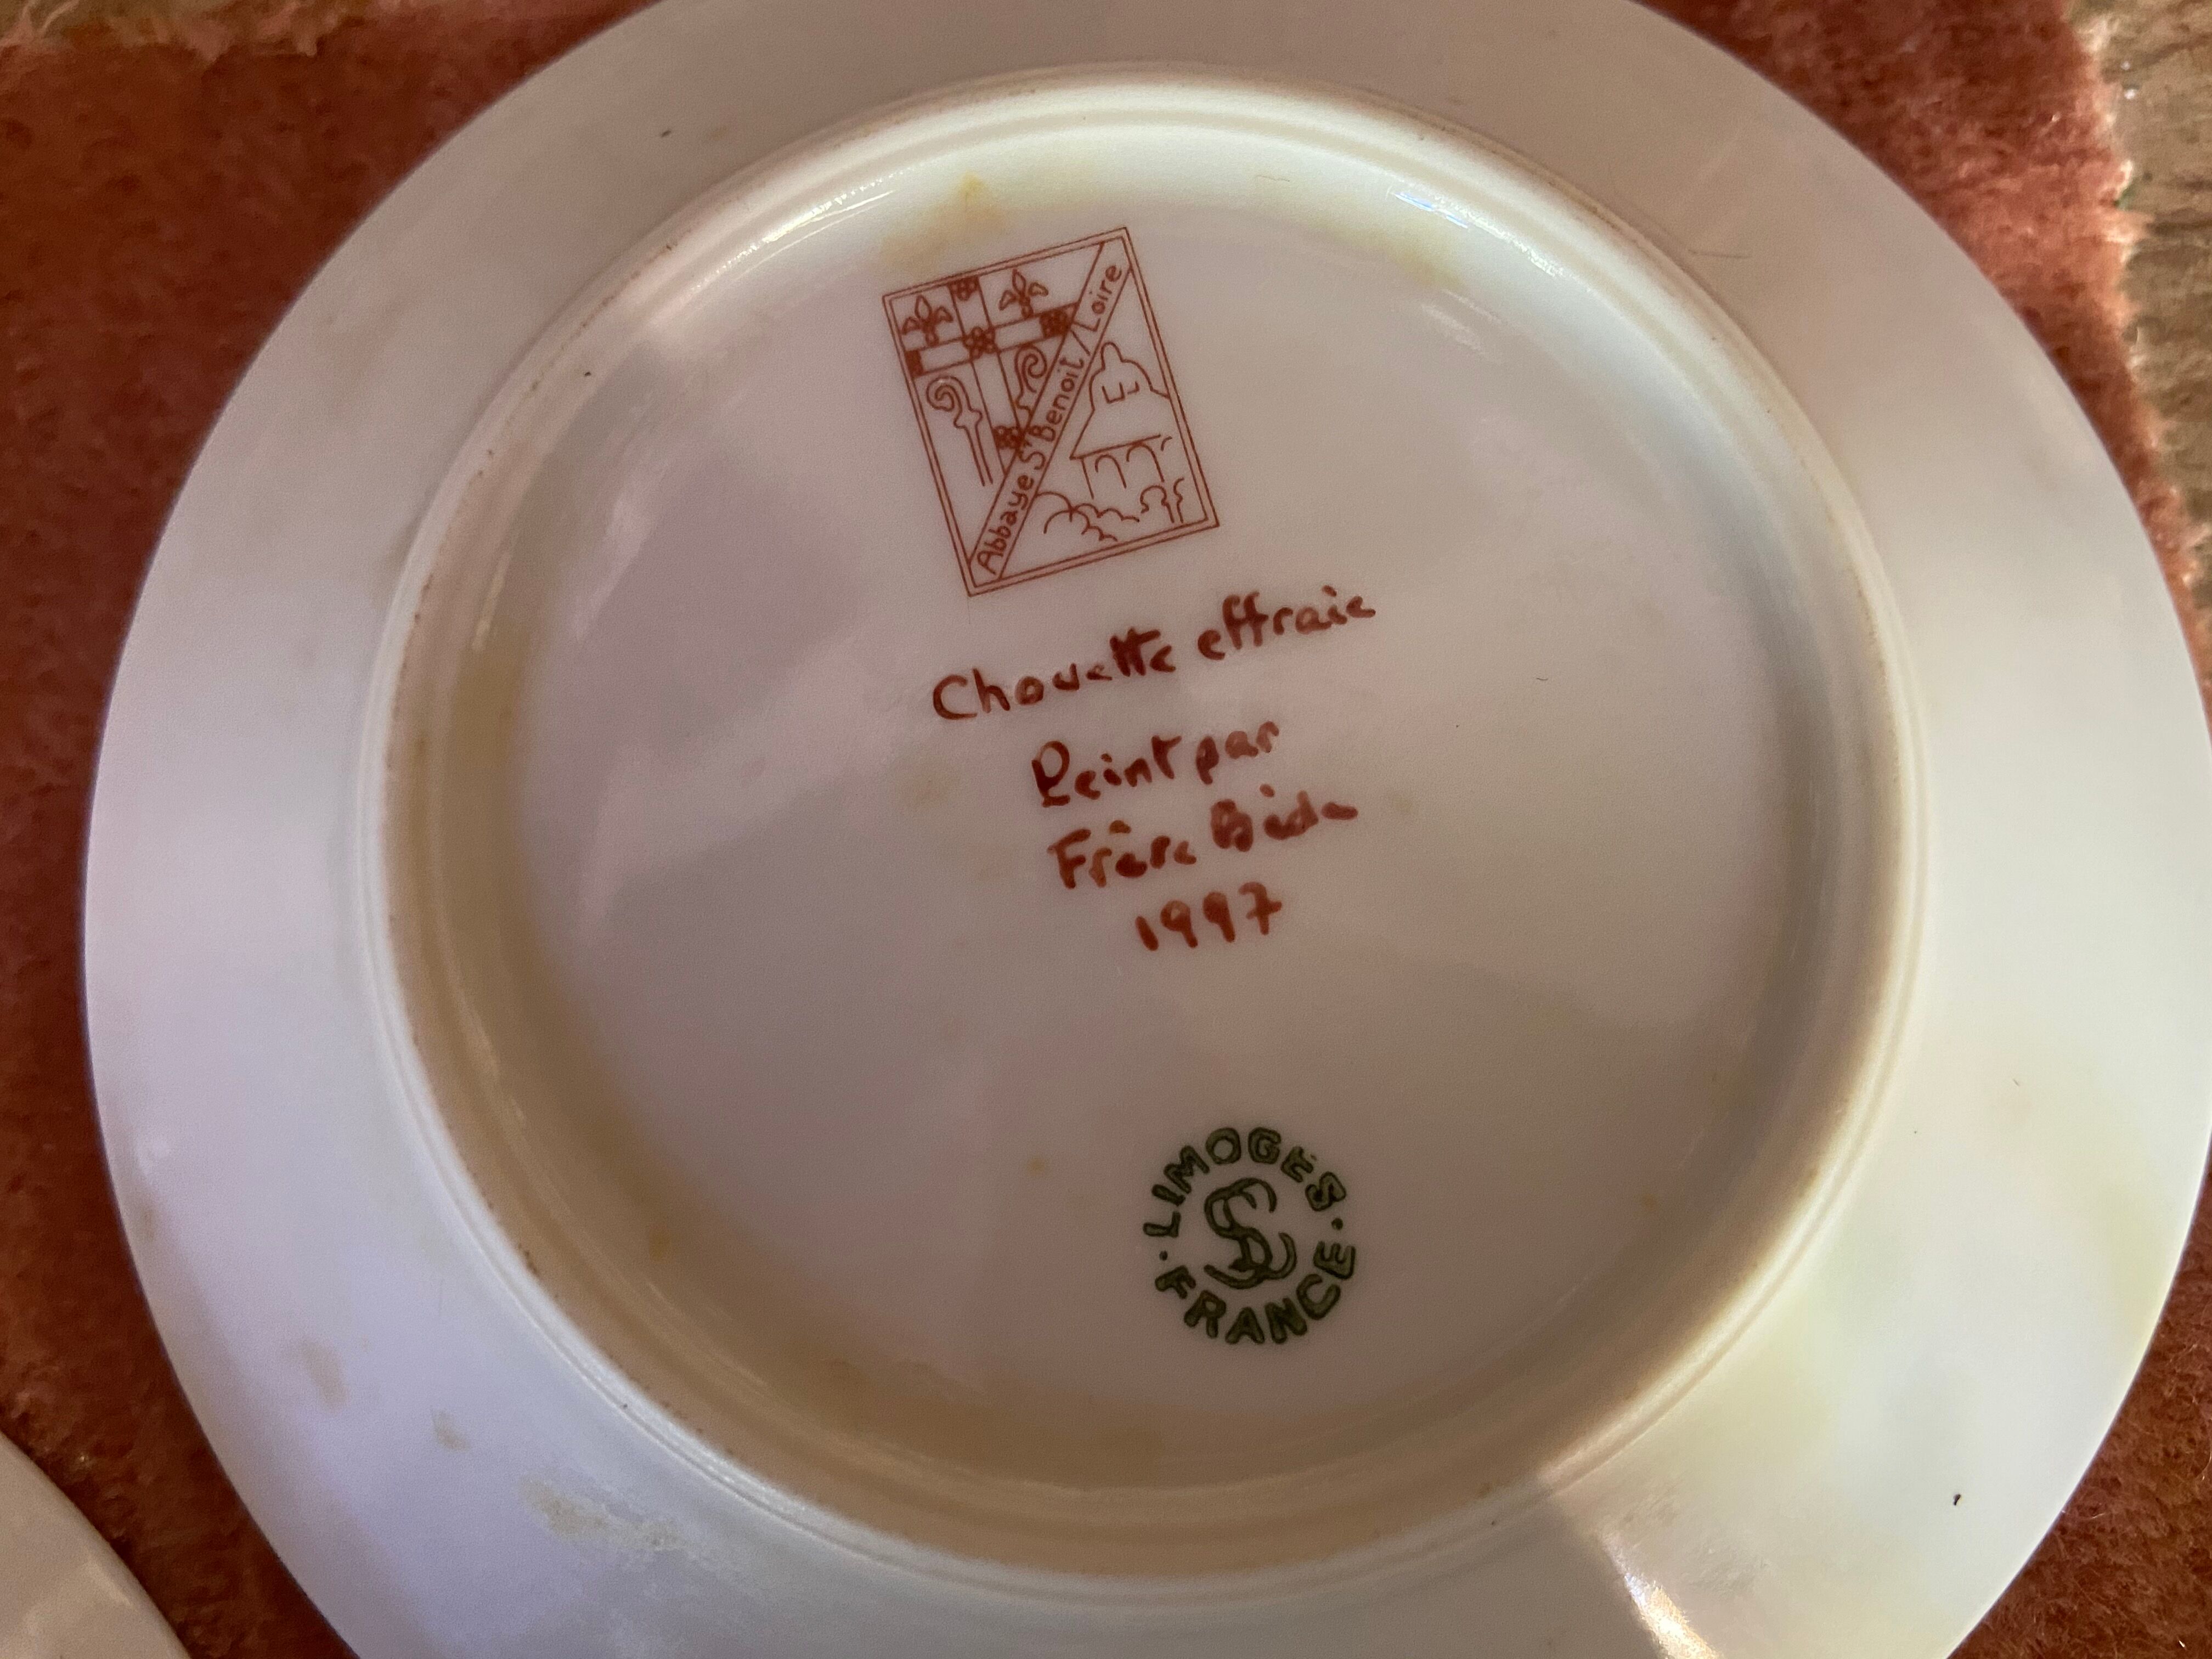 Abbaye St Benoit / Loire
Chouette effraie
Peint par
Frère Bède
1997
LIMOGES
FRANCE